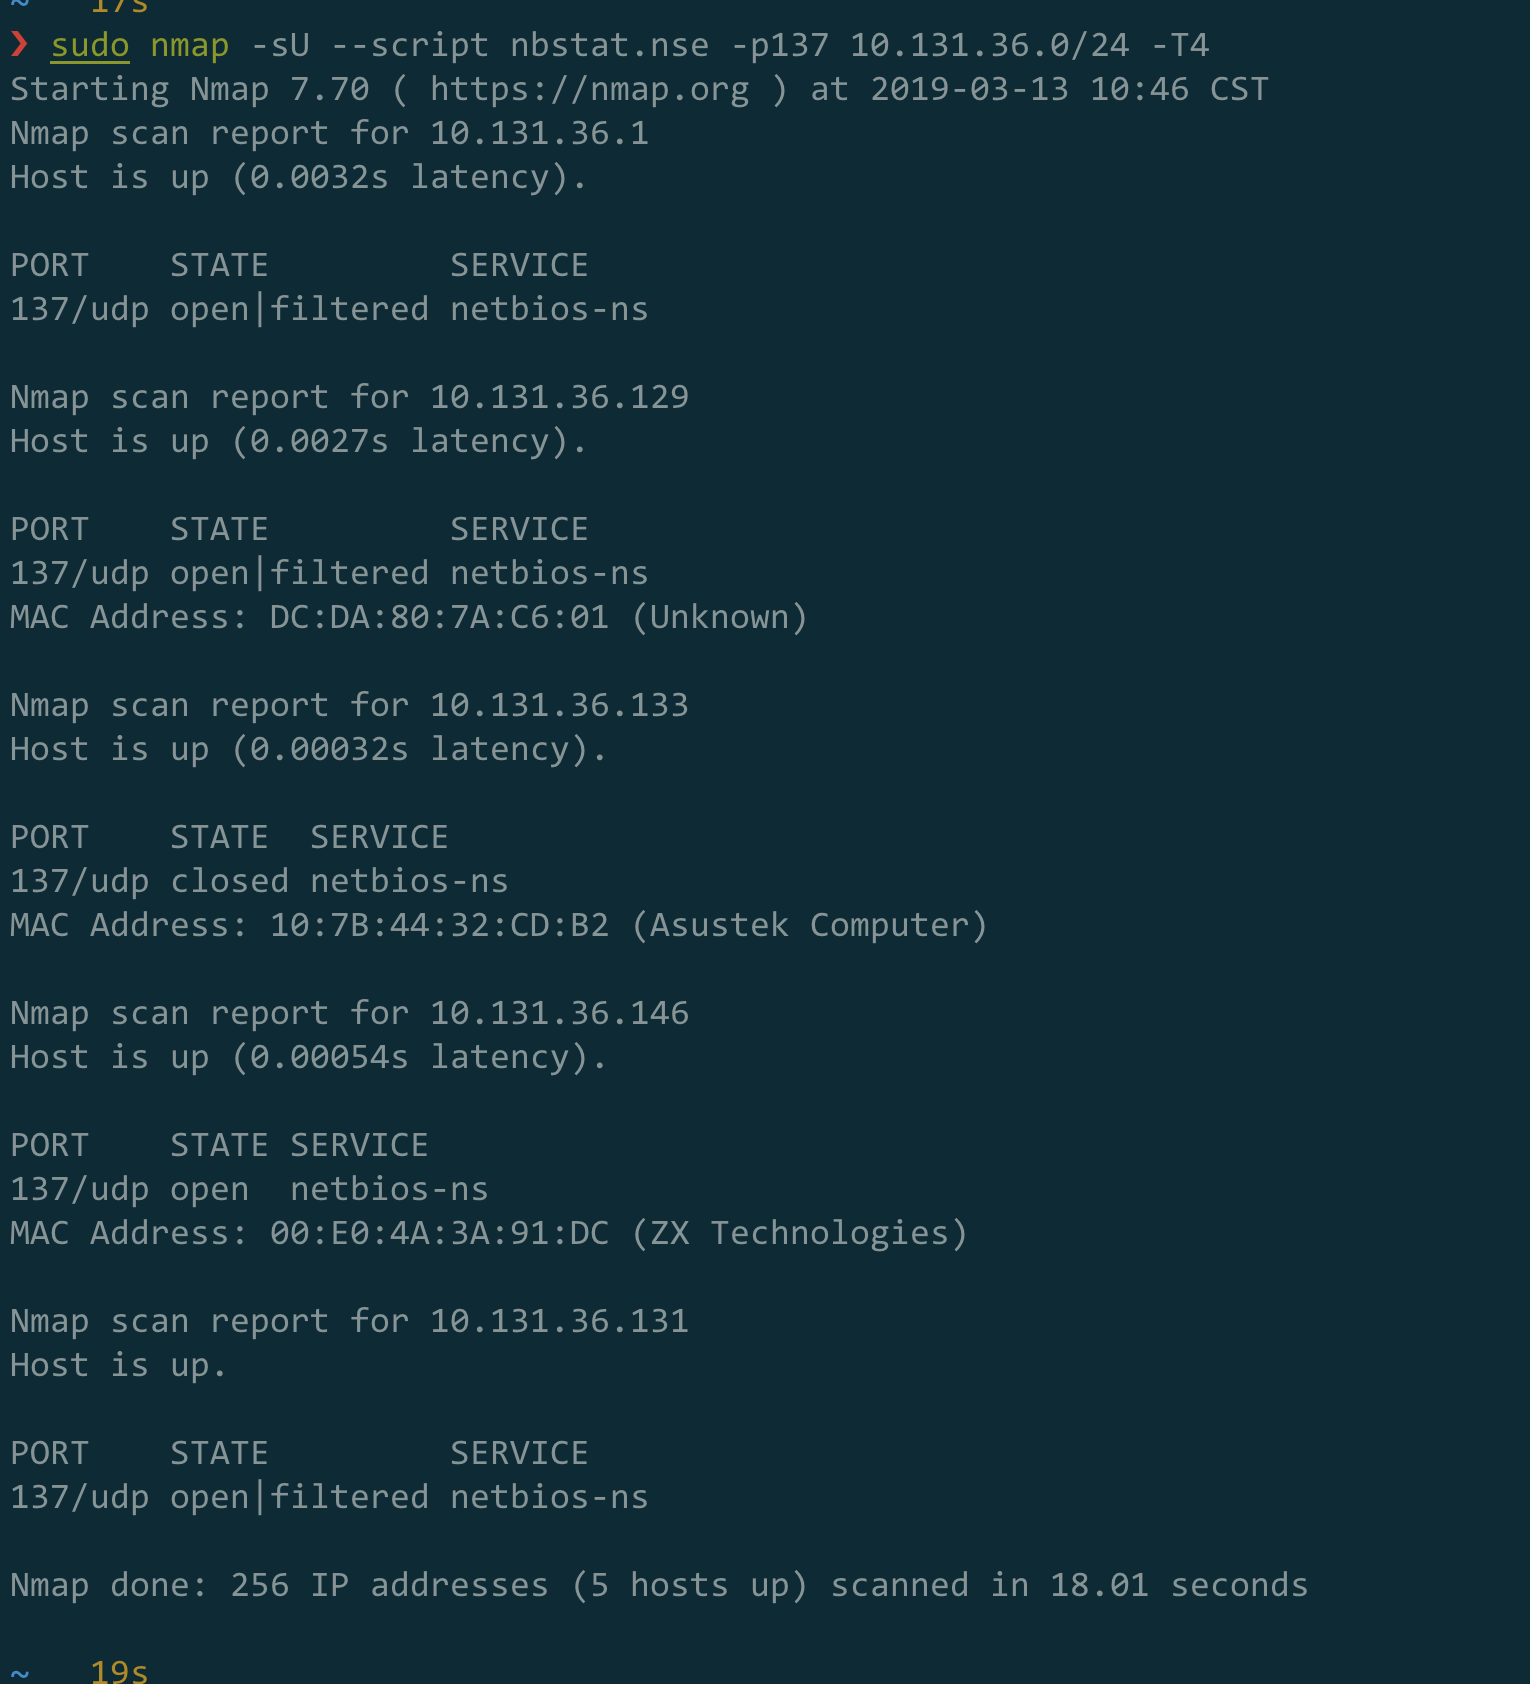 ~ 17s
❯ sudo nmap -sU --script nbstat.nse -p137 10.131.36.0/24 -T4
Starting Nmap 7.70 ( https://nmap.org ) at 2019-03-13 10:46 CST
Nmap scan report for 10.131.36.1
Host is up (0.0032s latency).
PORT    STATE         SERVICE
137/udp open|filtered netbios-ns
Nmap scan report for 10.131.36.129
Host is up (0.0027s latency).
PORT    STATE         SERVICE
137/udp open|filtered netbios-ns
MAC Address: DC:DA:80:7A:C6:01 (Unknown)
Nmap scan report for 10.131.36.133
Host is up (0.00032s latency).
PORT    STATE  SERVICE
137/udp closed netbios-ns
MAC Address: 10:7B:44:32:CD:B2 (Asustek Computer)
Nmap scan report for 10.131.36.146
Host is up (0.00054s latency).
PORT    STATE SERVICE
137/udp open  netbios-ns
MAC Address: 00:E0:4A:3A:91:DC (ZX Technologies)
Nmap scan report for 10.131.36.131
Host is up.
PORT    STATE         SERVICE
137/udp open|filtered netbios-ns
Nmap done: 256 IP addresses (5 hosts up) scanned in 18.01 seconds
~ 19s